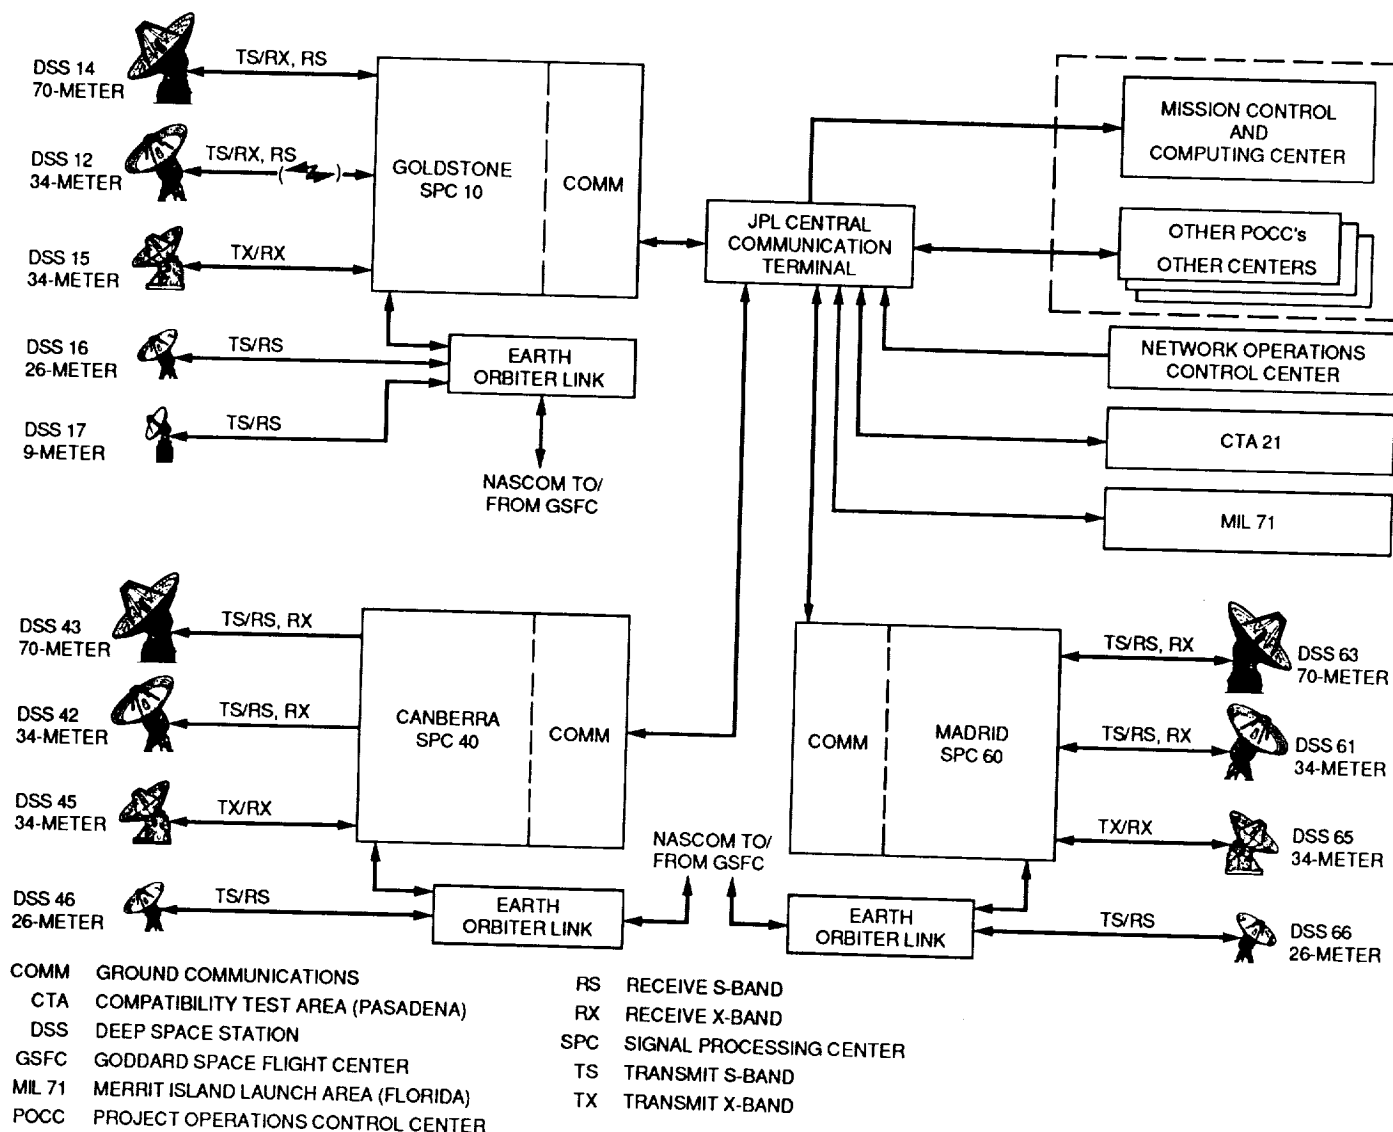 DSS 14
70-METER
TS/RX, RS
DSS 12
34-METER
TS/RX, RS
DSS 15
34-METER
TX/RX
DSS 16
26-METER
TS/RS
DSS 17
9-METER
TS/RS
GOLDSTONE
SPC 10
COMM
EARTH
ORBITER LINK
NASCOM TO/
FROM GSFC
JPL CENTRAL
COMMUNICATION
TERMINAL
MISSION CONTROL
AND
COMPUTING CENTER
OTHER POCC's
OTHER CENTERS
NETWORK OPERATIONS
CONTROL CENTER
CTA 21
MIL 71
DSS 43
70-METER
TS/RS, RX
DSS 42
34-METER
TS/RS, RX
DSS 45
34-METER
TX/RX
DSS 46
26-METER
TS/RS
CANBERRA
SPC 40
COMM
EARTH
ORBITER LINK
NASCOM TO/
FROM GSFC
COMM
MADRID
SPC 60
EARTH
ORBITER LINK
TS/RS, RX
DSS 63
70-METER
TS/RS, RX
DSS 61
34-METER
TX/RX
DSS 65
34-METER
TS/RS
DSS 66
26-METER
COMM GROUND COMMUNICATIONS
CTA COMPATIBILITY TEST AREA (PASADENA)
DSS DEEP SPACE STATION
GSFC GODDARD SPACE FLIGHT CENTER
MIL 71 MERRIT ISLAND LAUNCH AREA (FLORIDA)
POCC PROJECT OPERATIONS CONTROL CENTER
RS RECEIVE S-BAND
RX RECEIVE X-BAND
SPC SIGNAL PROCESSING CENTER
TS TRANSMIT S-BAND
TX TRANSMIT X-BAND